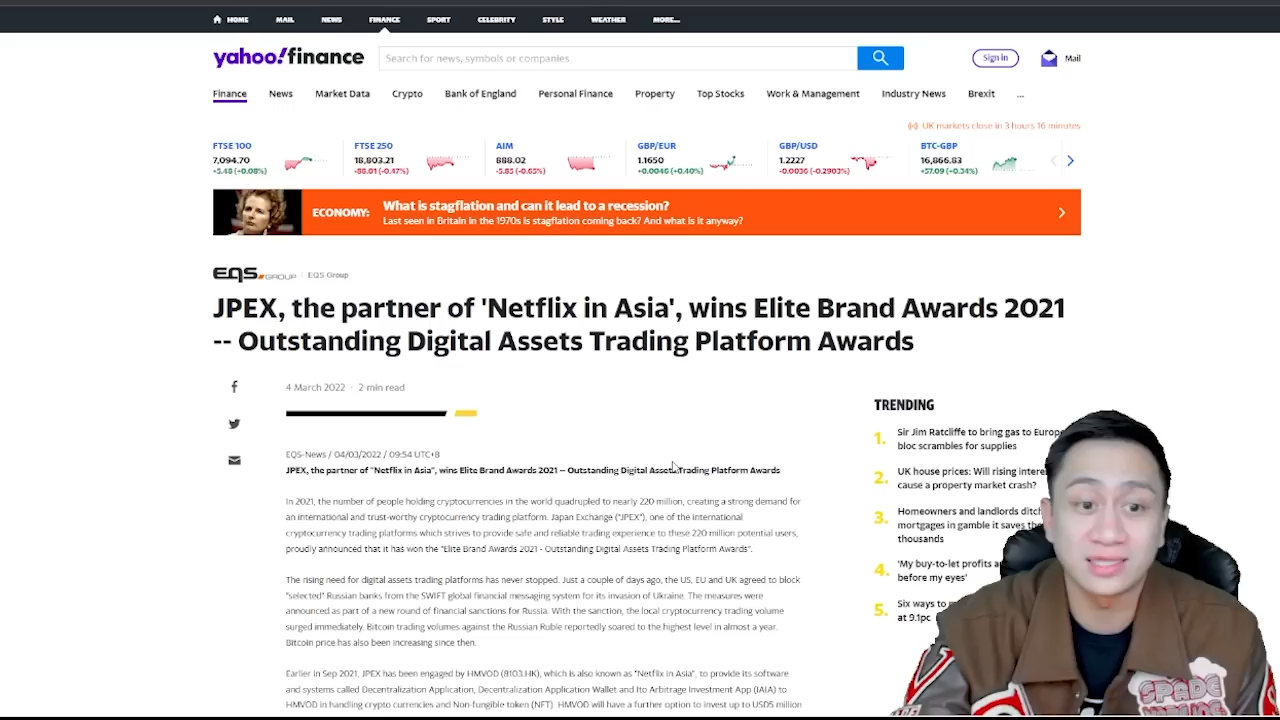 HOME MAIL NEWS FINANCE SPORT CELEBRITY STYLE WEATHER MORE...
yahoo!finance Search for news, symbols or companies Sign in Mail
Finance News Market Data Crypto Bank of England Personal Finance Property Top Stocks Work & Management Industry News Brexit ...
UK markets close in 3 hours 16 minutes
FTSE 100 FTSE 250 AIM GBP/EUR GBP/USD BTC-GBP
7,094.70 18,803.21 888.02 1.1650 1.2227 16,866.83
+5.48 (+0.08%) -88.01 (-0.47%) -5.85 (-0.65%) +0.0046 (+0.40%) -0.0036 (-0.2903%) +57.09 (+0.34%)
ECONOMY: What is stagflation and can it lead to a recession?
Last seen in Britain in the 1970s is stagflation coming back? And what is it anyway?
EQS GROUP EQS Group
JPEX, the partner of 'Netflix in Asia', wins Elite Brand Awards 2021
-- Outstanding Digital Assets Trading Platform Awards
4 March 2022 · 2 min read
EQS-News / 04/03/2022 / 09:54 UTC+8
JPEX, the partner of "Netflix in Asia", wins Elite Brand Awards 2021 -- Outstanding Digital Assets Trading Platform Awards
In 2021, the number of people holding cryptocurrencies in the world quadrupled to nearly 220 million, creating a strong demand for
an international and trust-worthy cryptocurrency trading platform. Japan Exchange ("JPEX"), one of the international
cryptocurrency trading platforms which strives to provide safe and reliable trading experience to these 220 million potential users,
proudly announced that it has won the "Elite Brand Awards 2021 - Outstanding Digital Assets Trading Platform Awards".
The rising need for digital assets trading platforms has never stopped. Just a couple of days ago, the US, EU and UK agreed to block
"selected" Russian banks from the SWIFT global financial messaging system for its invasion of Ukraine. The measures were
announced as part of a new round of financial sanctions for Russia. With the sanction, the local cryptocurrency trading volume
surged immediately. Bitcoin trading volumes against the Russian Ruble reportedly soared to the highest level in almost a year.
Bitcoin price has also been increasing since then.
Earlier in Sep 2021, JPEX has been engaged by HMVOD (8103.HK), which is also known as "Netflix in Asia", to provide its software
and systems called Decentralization Application, Decentralization Application Wallet and Ito Arbitrage Investment App (IAIA) to
HMVOD in handling crypto currencies and Non-fungible token (NFT). HMVOD will have a further option to invest up to USD5 million
TRENDING
1. Sir Jim Ratcliffe to bring gas to Europe
bloc scrambles for supplies
2. UK house prices: Will rising
cause a property market crash?
3. Homeowners and landlords ditch
mortgages in gamble it saves
thousands
4. 'My buy-to-let profits
before my eyes'
5. Six ways to
at 9.1pc
SPADE